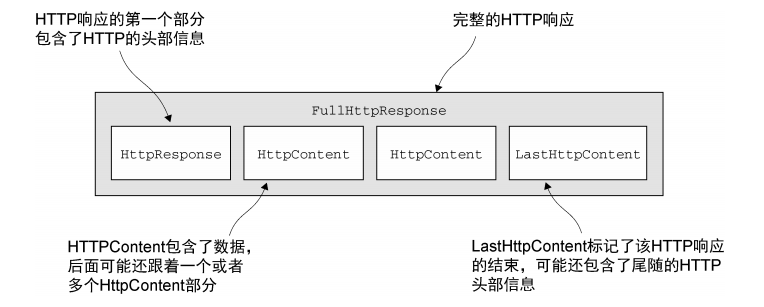 HTTP响应的第一个部分
包含了HTTP的头部信息
完整的HTTP响应
FullHttpResponse
HttpResponse
HttpContent
HttpContent
LastHttpContent
HTTPContent包含了数据，
后面可能还跟着一个或者
多个HttpContent部分
LastHttpContent标记了该HTTP响应
的结束，可能还包含了尾随的HTTP
头部信息